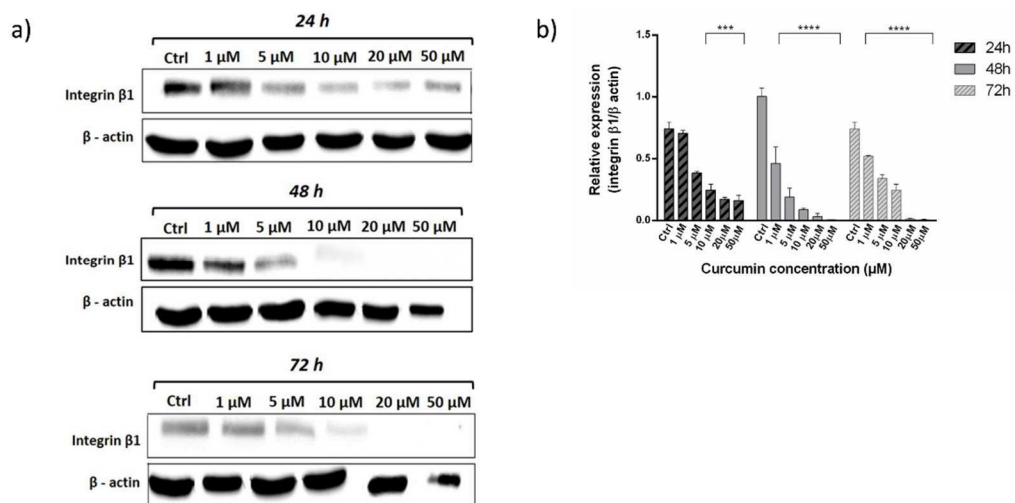 a)
24 h
Ctrl 1 µM 5 µM 10 µM 20 µM 50 µM
Integrin β1
β - actin
48 h
Ctrl 1 µM 5 µM 10 µM 20 µM 50 µM
Integrin β1
β - actin
72 h
Ctrl 1 µM 5 µM 10 µM 20 µM 50 µM
Integrin β1
β - actin
b)
*** **** ****
1.5
1.0
0.5
0.0
Relative expression
(integrin β1/β actin)
Ctrl 1 µM 5 µM 10 µM 20µM 50µM Ctrl 1 µM 5 µM 10 µM 20µM 50µM Ctrl 1 µM 5 µM 10 µM 20µM 50µM
Curcumin concentration (µM)
24h
48h
72h